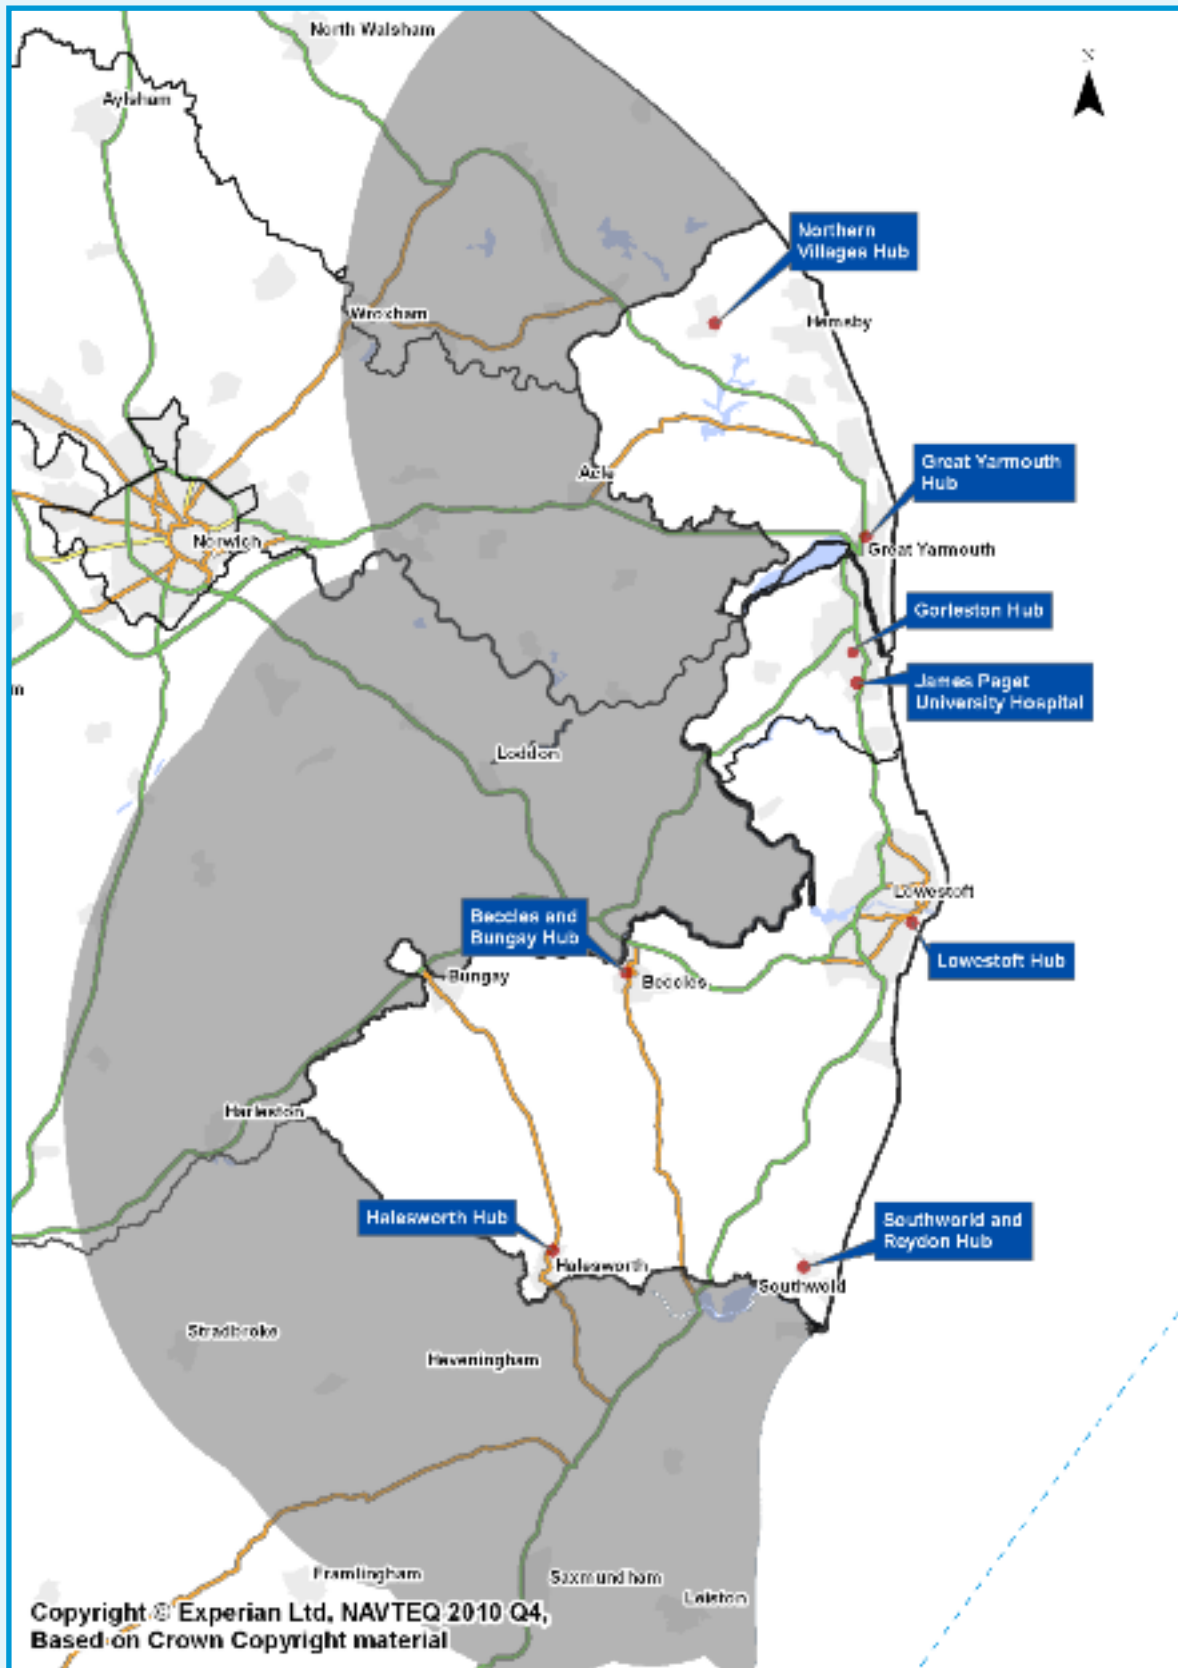 North Walsham
N
Aylsham
Northern
Villages Hub
Wroxham
Hemsby
Great Yarmouth
Hub
Acle
Norwich
Great Yarmouth
Gorleston Hub
James Paget
University Hospital
Loddon
Lowestoft
Beccles and
Bungay Hub
Lowestoft Hub
Bungay
Beccles
Harleston
Halesworth Hub
Southworld and
Reydon Hub
Halesworth
Southwold
Stradbroke
Heveningham
Framlingham
Saxmundham
Leiston
Copyright © Experian Ltd, NAVTEQ 2010 Q4,
Based on Crown Copyright material